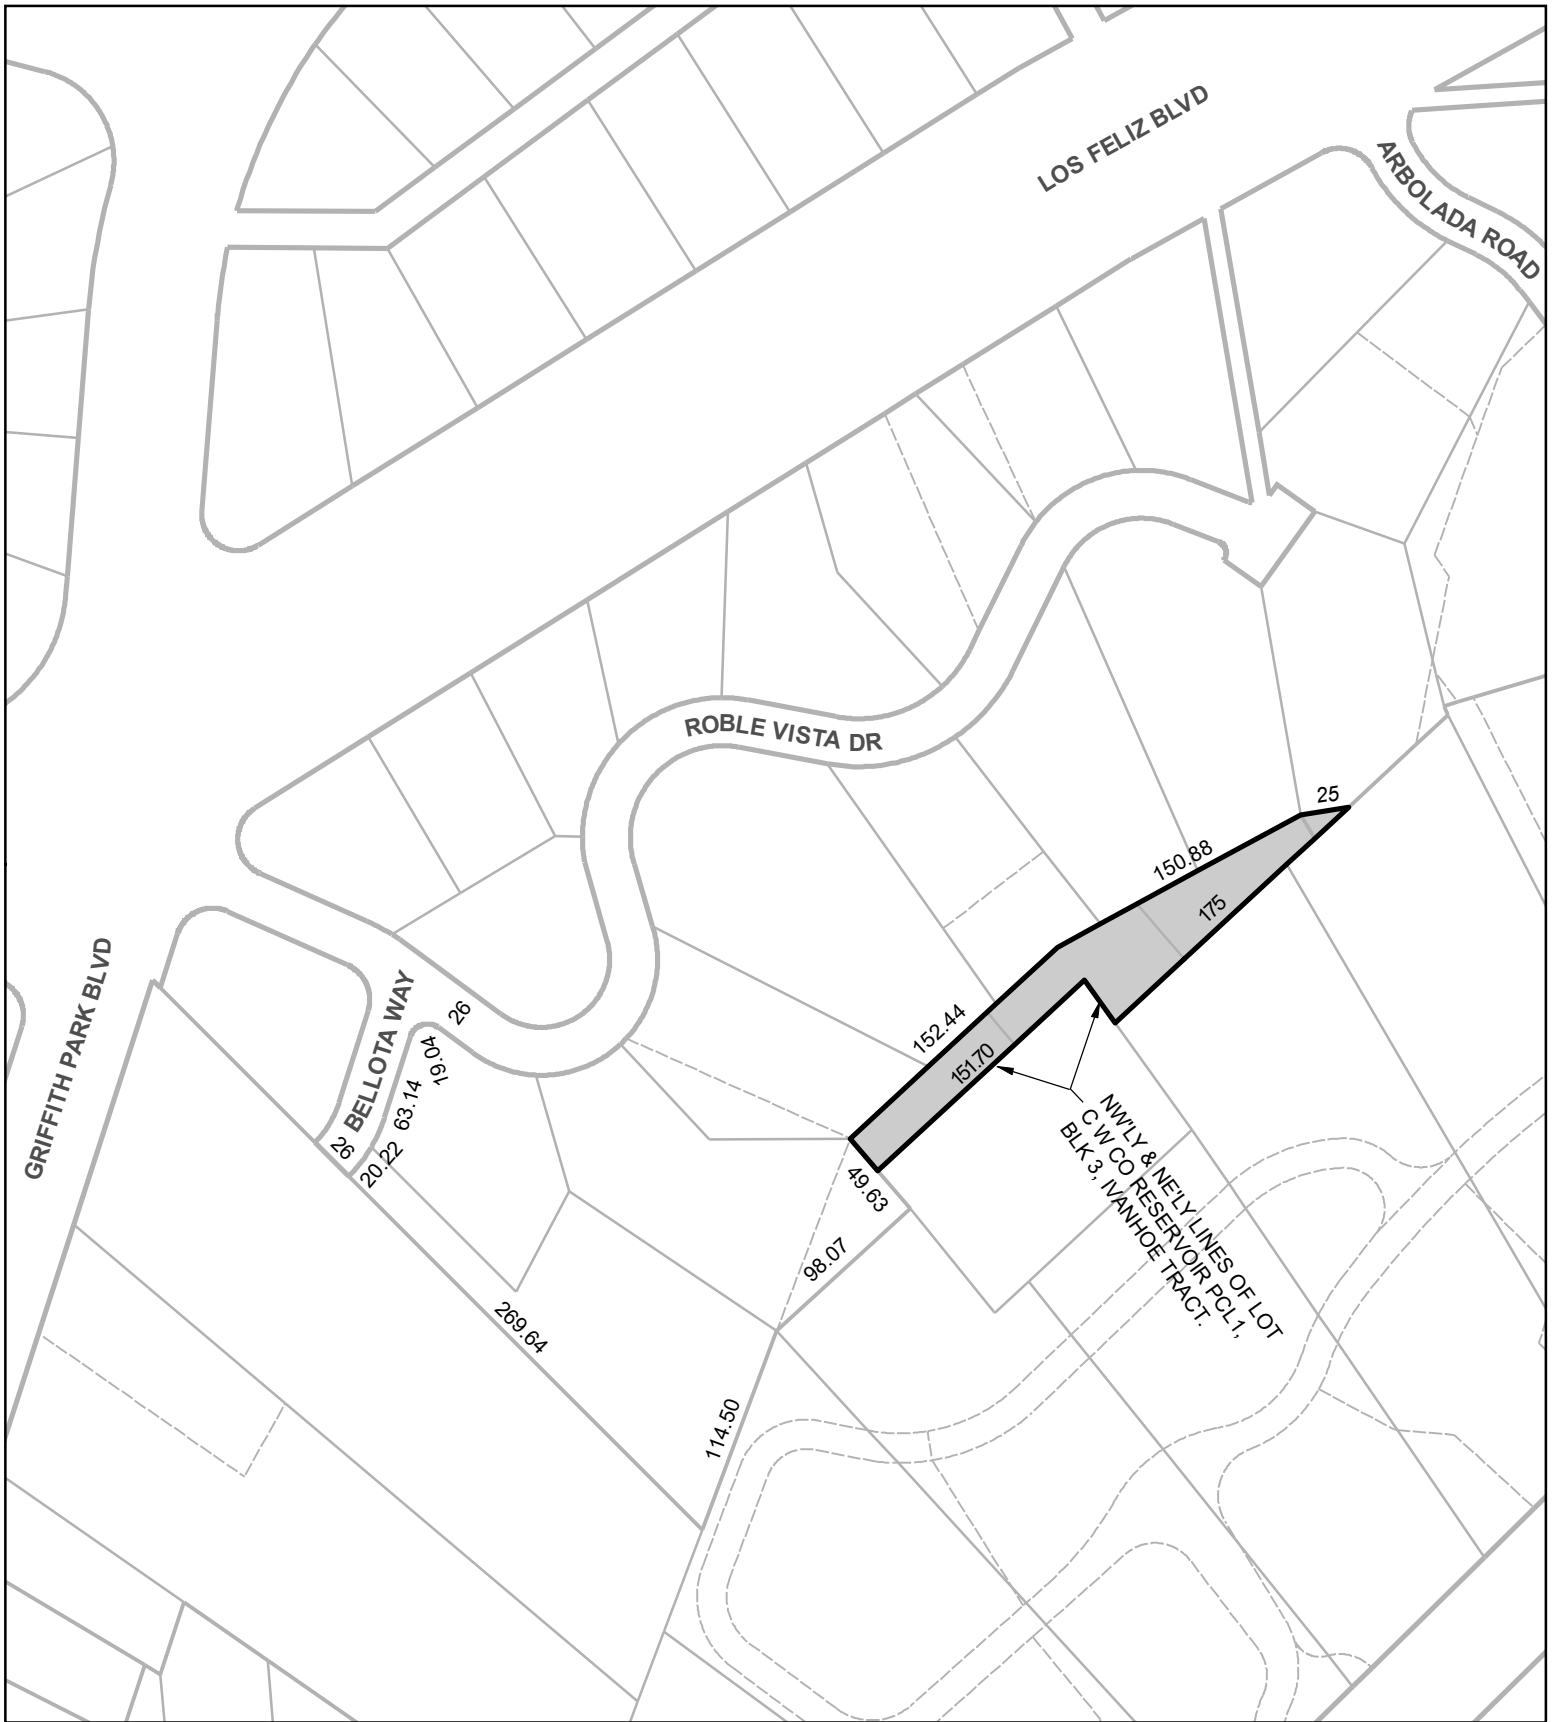 LOS FELIZ BLVD
ARBOLADA ROAD
ROBLE VISTA DR
25
150.88
175
152.44
151.70
GRIFFITH PARK BLVD
BELLOTA WAY
26
19.04
63.14
26
20.22
49.63
98.07
NW'LY & NE'LY LINES OF LOT
C W CO RESERVOIR PCL 1,
BLK 3, IVANHOE TRACT.
269.64
114.50